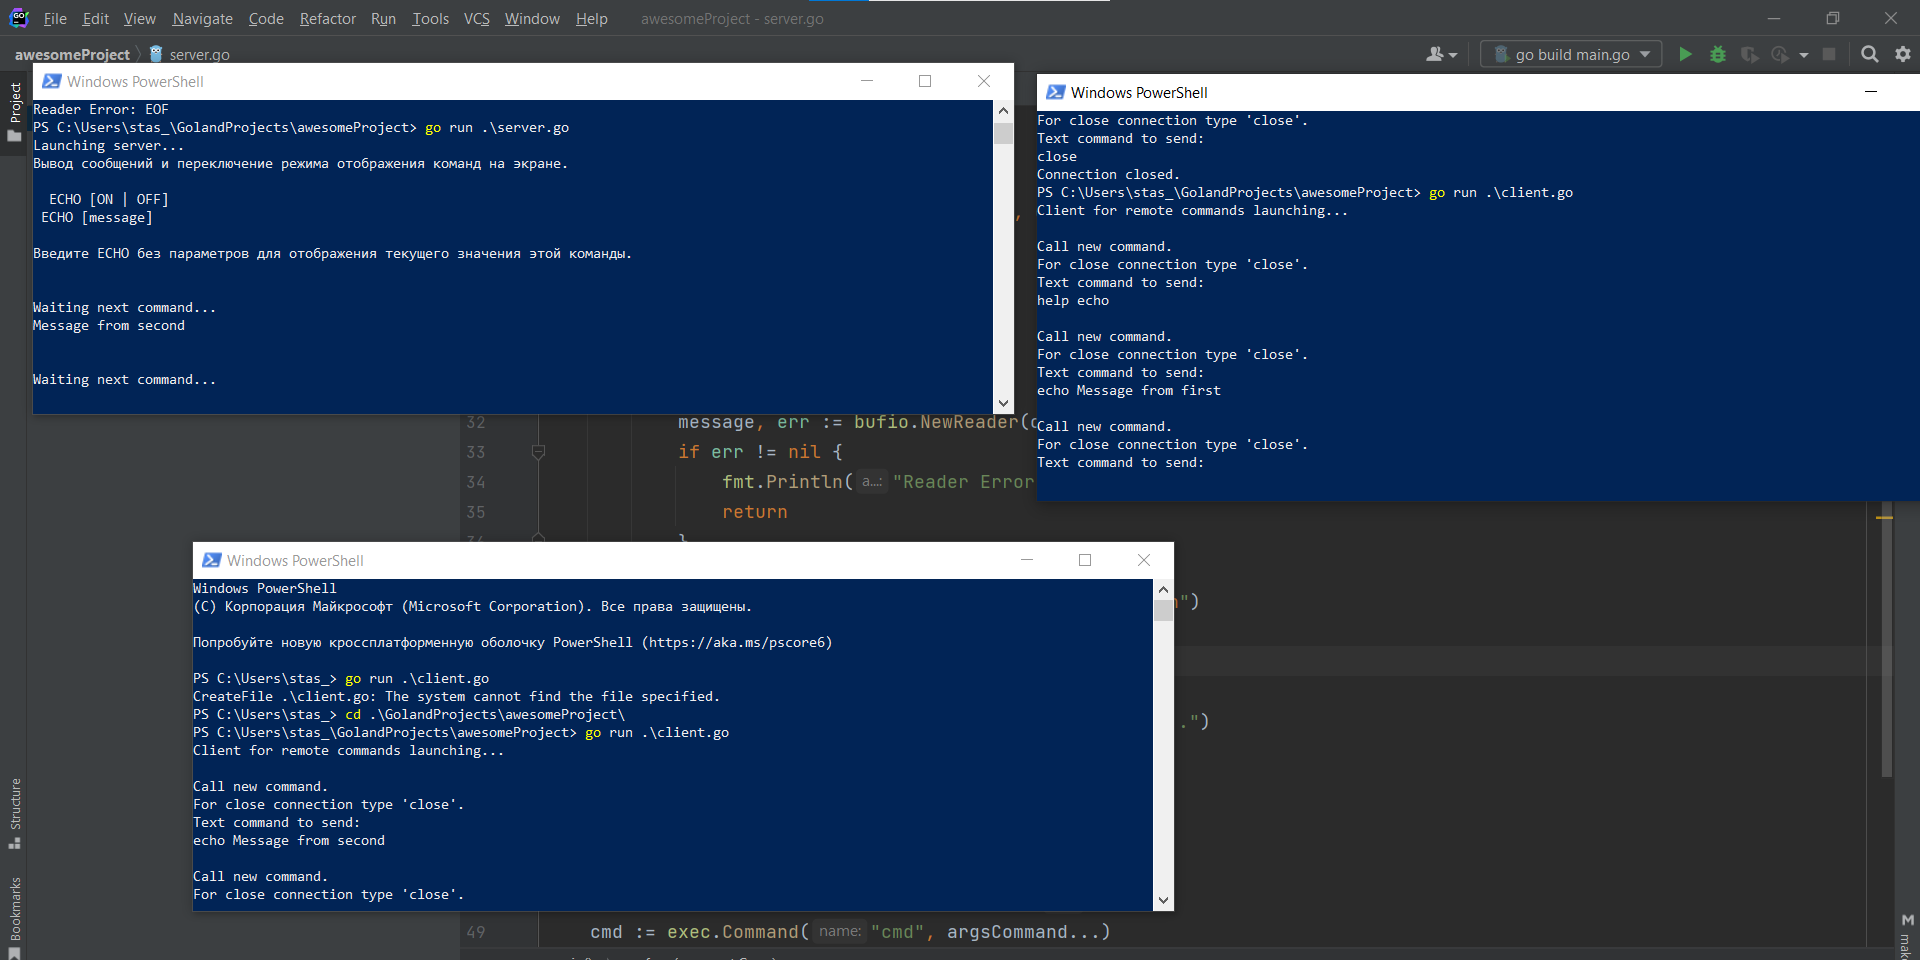 File Edit View Navigate Code Refactor Run Tools VCS Window Help awesomeProject - server.go
awesomeProject server.go
go build main.go
Project
Structure
Bookmarks
Windows PowerShell
Reader Error: EOF
PS C:\Users\stas_\GolandProjects\awesomeProject> go run .\server.go
Launching server...
Вывод сообщений и переключение режима отображения команд на экране.
ECHO [ON | OFF]
ECHO [message]
Введите ECHO без параметров для отображения текущего значения этой команды.
Waiting next command...
Message from second
Waiting next command...
Windows PowerShell
For close connection type 'close'.
Text command to send:
close
Connection closed.
PS C:\Users\stas_\GolandProjects\awesomeProject> go run .\client.go
Client for remote commands launching...
Call new command.
For close connection type 'close'.
Text command to send:
help echo
Call new command.
For close connection type 'close'.
Text command to send:
echo Message from first
Call new command.
For close connection type 'close'.
Text command to send:
32 message, err := bufio.NewReader(
33 if err != nil {
34 fmt.Println( a...: "Reader Error
35 return
}
Windows PowerShell
Windows PowerShell
(C) Корпорация Майкрософт (Microsoft Corporation). Все права защищены.
Попробуйте новую кроссплатформенную оболочку PowerShell (https://aka.ms/pscore6)
PS C:\Users\stas_> go run .\client.go
CreateFile .\client.go: The system cannot find the file specified.
PS C:\Users\stas_> cd .\GolandProjects\awesomeProject\
PS C:\Users\stas_\GolandProjects\awesomeProject> go run .\client.go
Client for remote commands launching...
Call new command.
For close connection type 'close'.
Text command to send:
echo Message from second
Call new command.
For close connection type 'close'.
")
.")
49 cmd := exec.Command( name: "cmd", argsCommand...)